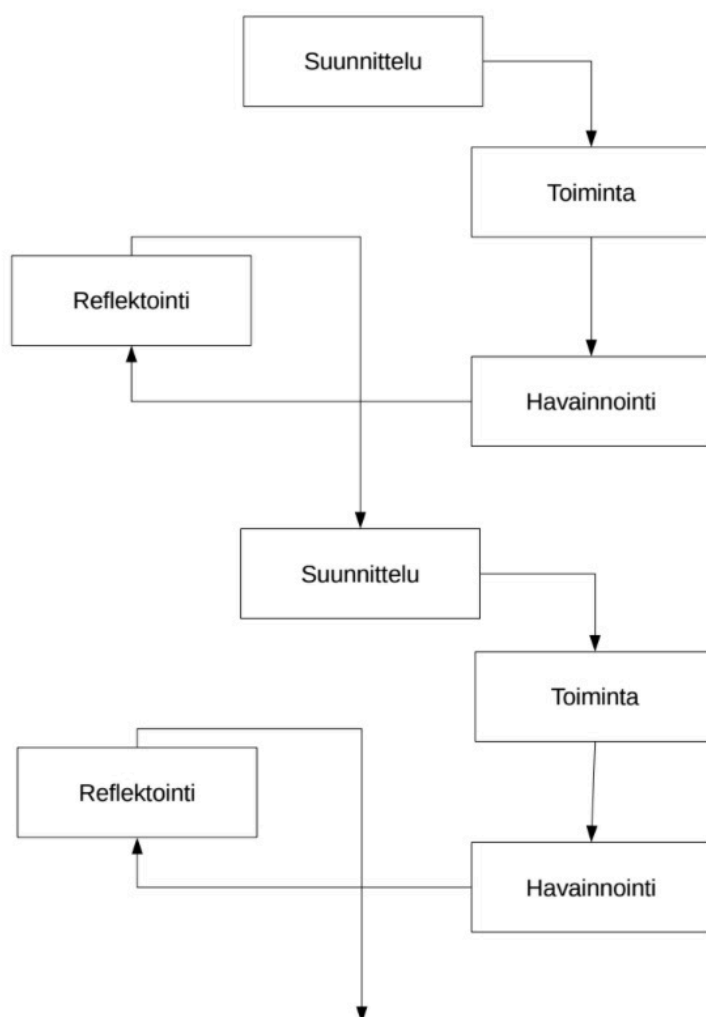 Suunnittelu
Toiminta
Reflektointi
Havainnointi
Suunnittelu
Toiminta
Reflektointi
Havainnointi